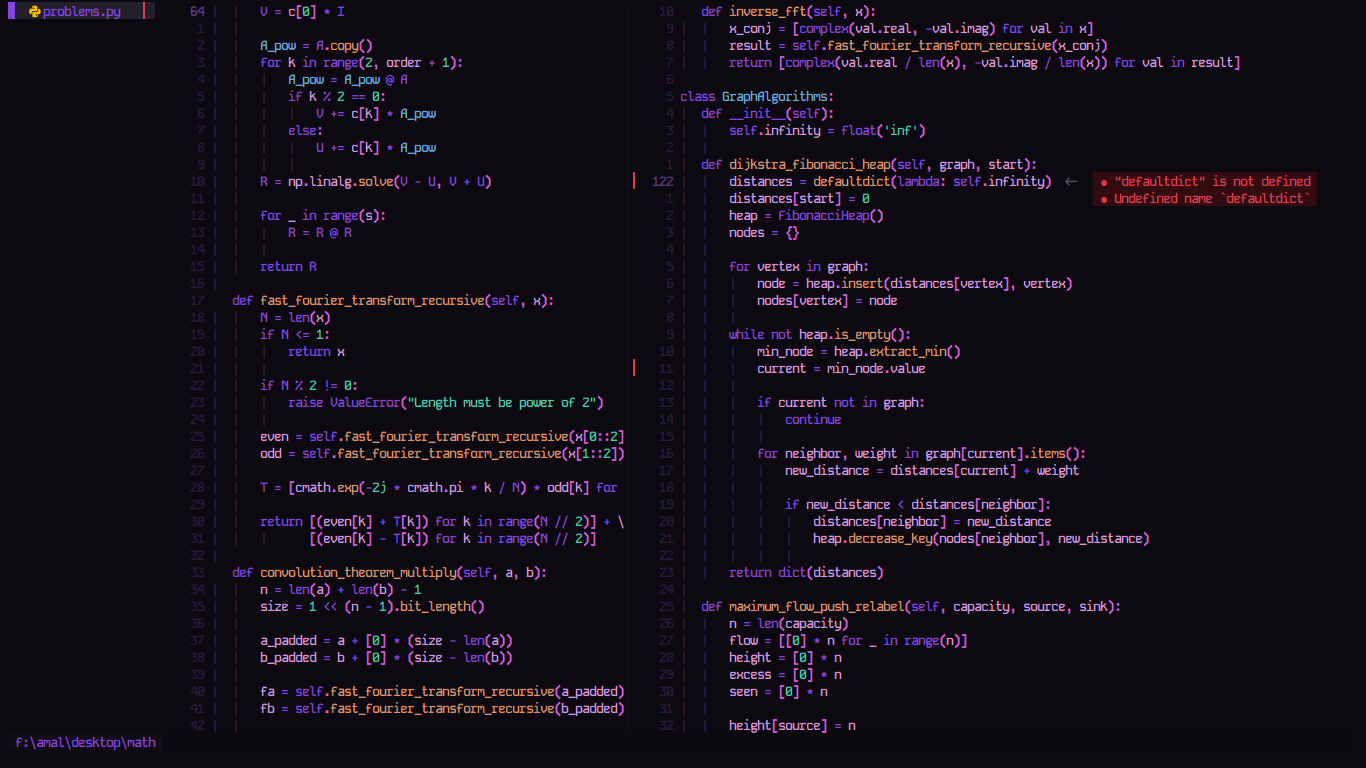 problems.py
64 V = c[0] * I
1
2 A_pow = A.copy()
3 for k in range(2, order + 1):
4 A_pow = A_pow @ A
5 if k % 2 == 0:
6 V += c[k] * A_pow
7 else:
8 U += c[k] * A_pow
9
10 R = np.linalg.solve(V - U, V + U)
11
12 for _ in range(s):
13 R = R @ R
14
15 return R
16
17 def fast_fourier_transform_recursive(self, x):
18 N = len(x)
19 if N <= 1:
20 return x
21
22 if N % 2 != 0:
23 raise ValueError("Length must be power of 2")
24
25 even = self.fast_fourier_transform_recursive(x[0::2]
26 odd = self.fast_fourier_transform_recursive(x[1::2])
27
28 T = [cmath.exp(-2j * cmath.pi * k / N) * odd[k] for
29
30 return [(even[k] + T[k]) for k in range(N // 2)] + \
31 [(even[k] - T[k]) for k in range(N // 2)]
32
33 def convolution_theorem_multiply(self, a, b):
34 n = len(a) + len(b) - 1
35 size = 1 << (n - 1).bit_length()
36
37 a_padded = a + [0] * (size - len(a))
38 b_padded = b + [0] * (size - len(b))
39
40 fa = self.fast_fourier_transform_recursive(a_padded)
41 fb = self.fast_fourier_transform_recursive(b_padded)
42
10 def inverse_fft(self, x):
9 x_conj = [complex(val.real, -val.imag) for val in x]
8 result = self.fast_fourier_transform_recursive(x_conj)
7 return [complex(val.real / len(x), -val.imag / len(x)) for val in result]
6
5 class GraphAlgorithms:
4 def __init__(self):
3 self.infinity = float('inf')
2
1 def dijkstra_fibonacci_heap(self, graph, start):
122 distances = defaultdict(lambda: self.infinity) ← ● "defaultdict" is not defined
1 distances[start] = 0 ● Undefined name `defaultdict`
2 heap = FibonacciHeap()
3 nodes = {}
4
5 for vertex in graph:
6 node = heap.insert(distances[vertex], vertex)
7 nodes[vertex] = node
8
9 while not heap.is_empty():
10 min_node = heap.extract_min()
11 current = min_node.value
12
13 if current not in graph:
14 continue
15
16 for neighbor, weight in graph[current].items():
17 new_distance = distances[current] + weight
18
19 if new_distance < distances[neighbor]:
20 distances[neighbor] = new_distance
21 heap.decrease_key(nodes[neighbor], new_distance)
22
23 return dict(distances)
24
25 def maximum_flow_push_relabel(self, capacity, source, sink):
26 n = len(capacity)
27 flow = [[0] * n for _ in range(n)]
28 height = [0] * n
29 excess = [0] * n
30 seen = [0] * n
31
32 height[source] = n
f:\amal\desktop\math